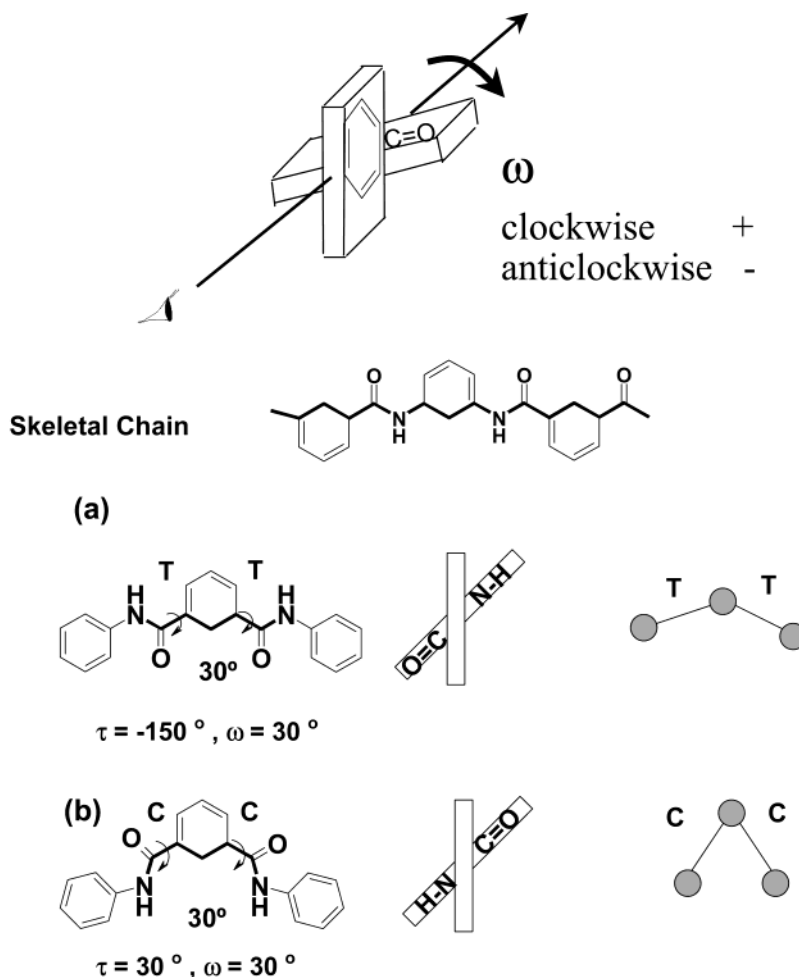 C=O
ω
clockwise +
anticlockwise -
Skeletal Chain
O
N
H
N
H
O
O
(a)
T T
H
N
O
O
H
N
30º
τ = -150 º , ω = 30 º
O=C N-H
T T
(b)
C C
O
N
H
O
N
H
30º
τ = 30 º , ω = 30 º
H-N C=O
C C